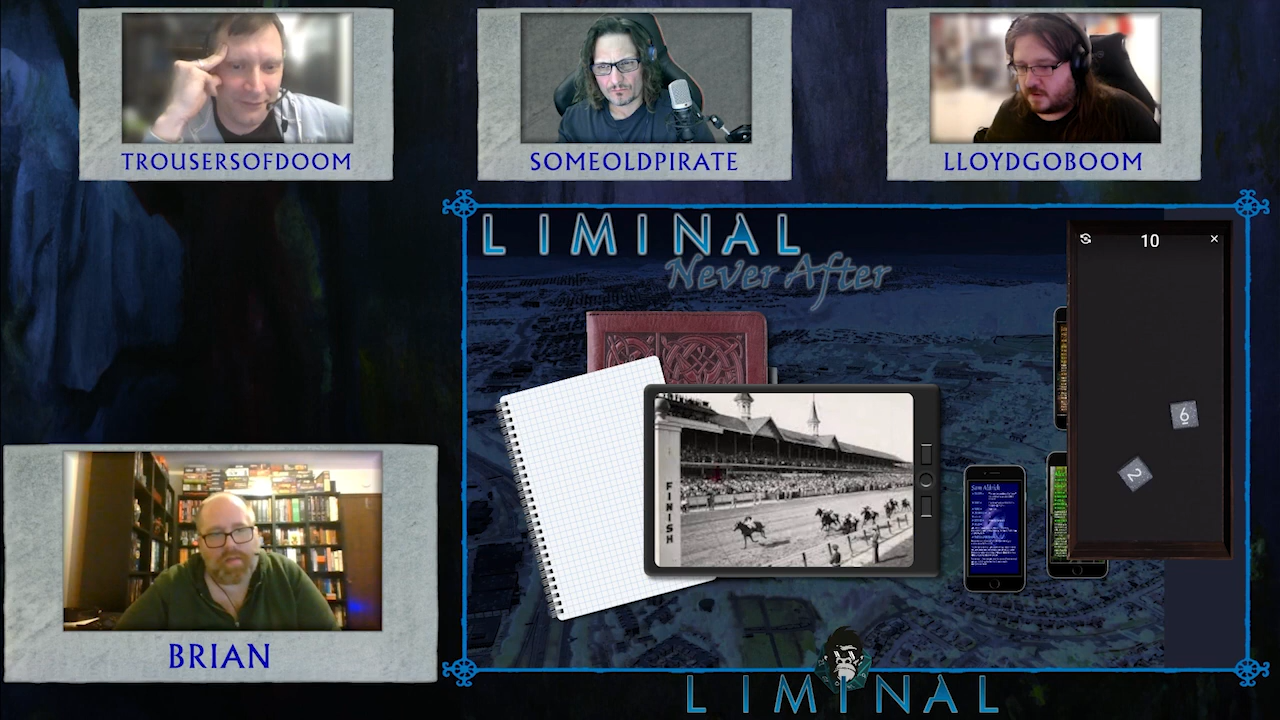 TROUSERSOFDOOM
SOMEOLDPIRATE
LLOYDGOBOOM
LIMINAL
Never After
10
×
FINISH
6
2
Sam Aldrich
BRIAN
LIMINAL